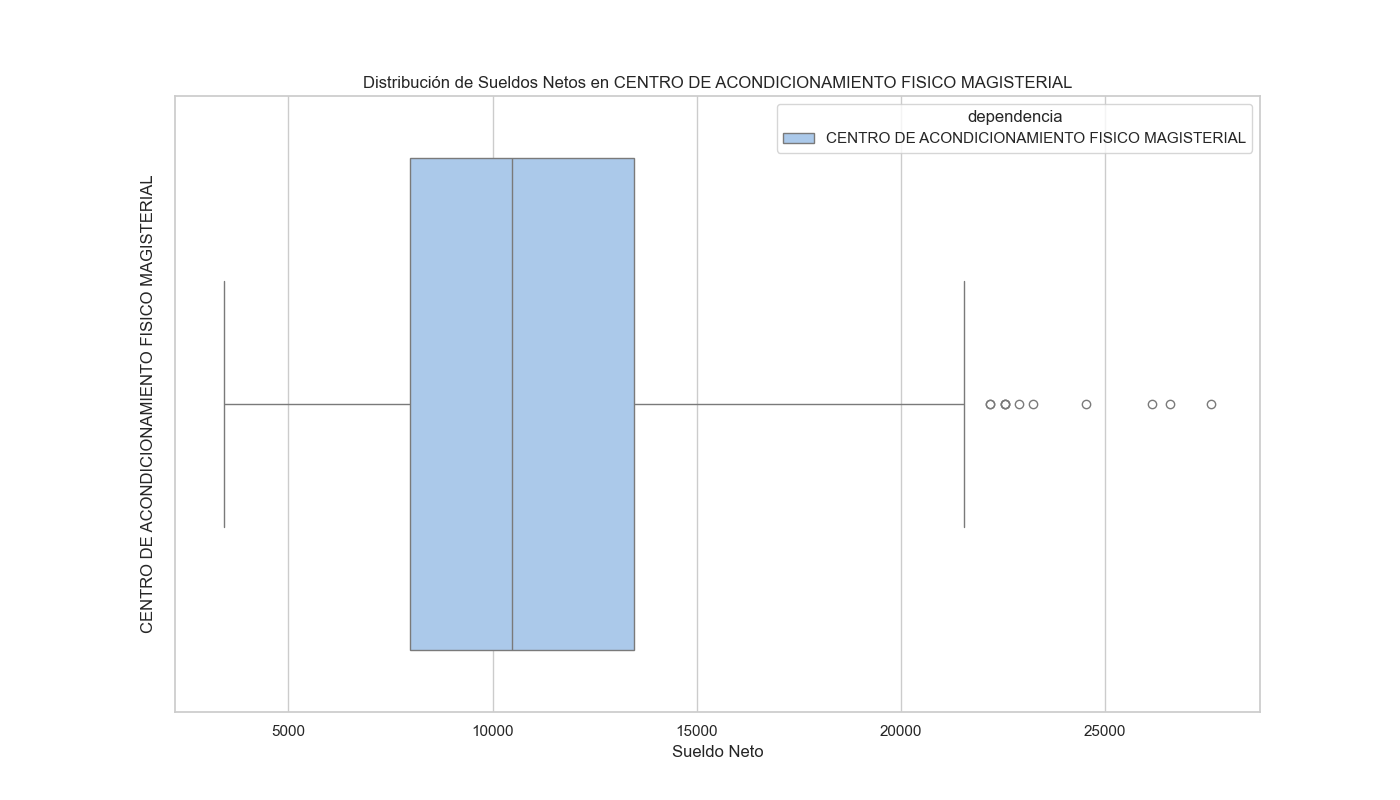 Distribución de Sueldos Netos en CENTRO DE ACONDICIONAMIENTO FISICO MAGISTERIAL
dependencia
CENTRO DE ACONDICIONAMIENTO FISICO MAGISTERIAL
CENTRO DE ACONDICIONAMIENTO FISICO MAGISTERIAL
5000 10000 15000 20000 25000
Sueldo Neto